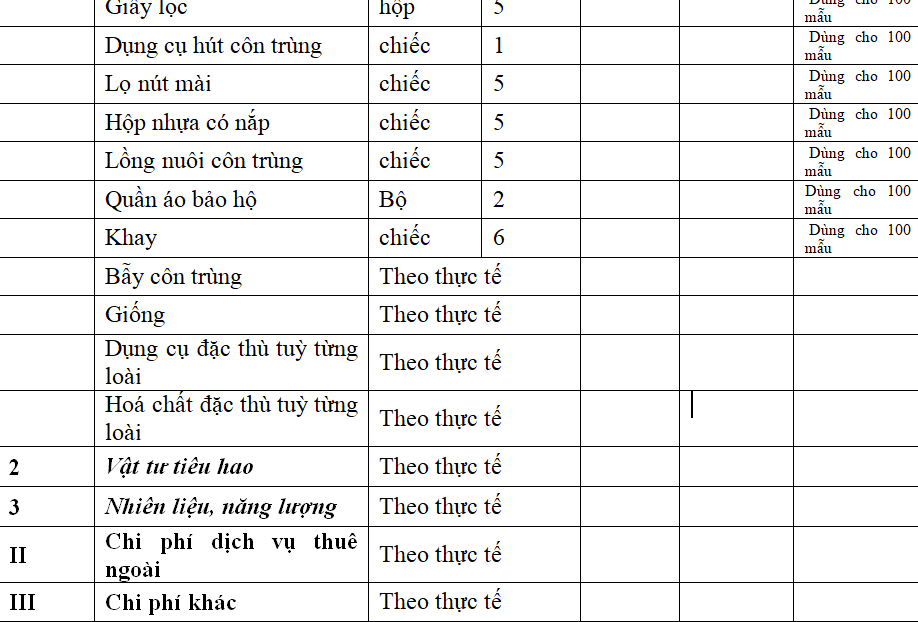 Giấy lọc hộp 5 Dùng cho 100
mẫu
Dụng cụ hút côn trùng chiếc 1 Dùng cho 100
mẫu
Lọ nút mài chiếc 5 Dùng cho 100
mẫu
Hộp nhựa có nắp chiếc 5 Dùng cho 100
mẫu
Lồng nuôi côn trùng chiếc 5 Dùng cho 100
mẫu
Quần áo bảo hộ Bộ 2 Dùng cho 100
mẫu
Khay chiếc 6 Dùng cho 100
mẫu
Bẫy côn trùng Theo thực tế
Giống Theo thực tế
Dụng cụ đặc thù tuỳ từng
loài Theo thực tế
Hoá chất đặc thù tuỳ từng
loài Theo thực tế
2 Vật tư tiêu hao Theo thực tế
3 Nhiên liệu, năng lượng Theo thực tế
II Chi phí dịch vụ thuê
ngoài Theo thực tế
III Chi phí khác Theo thực tế